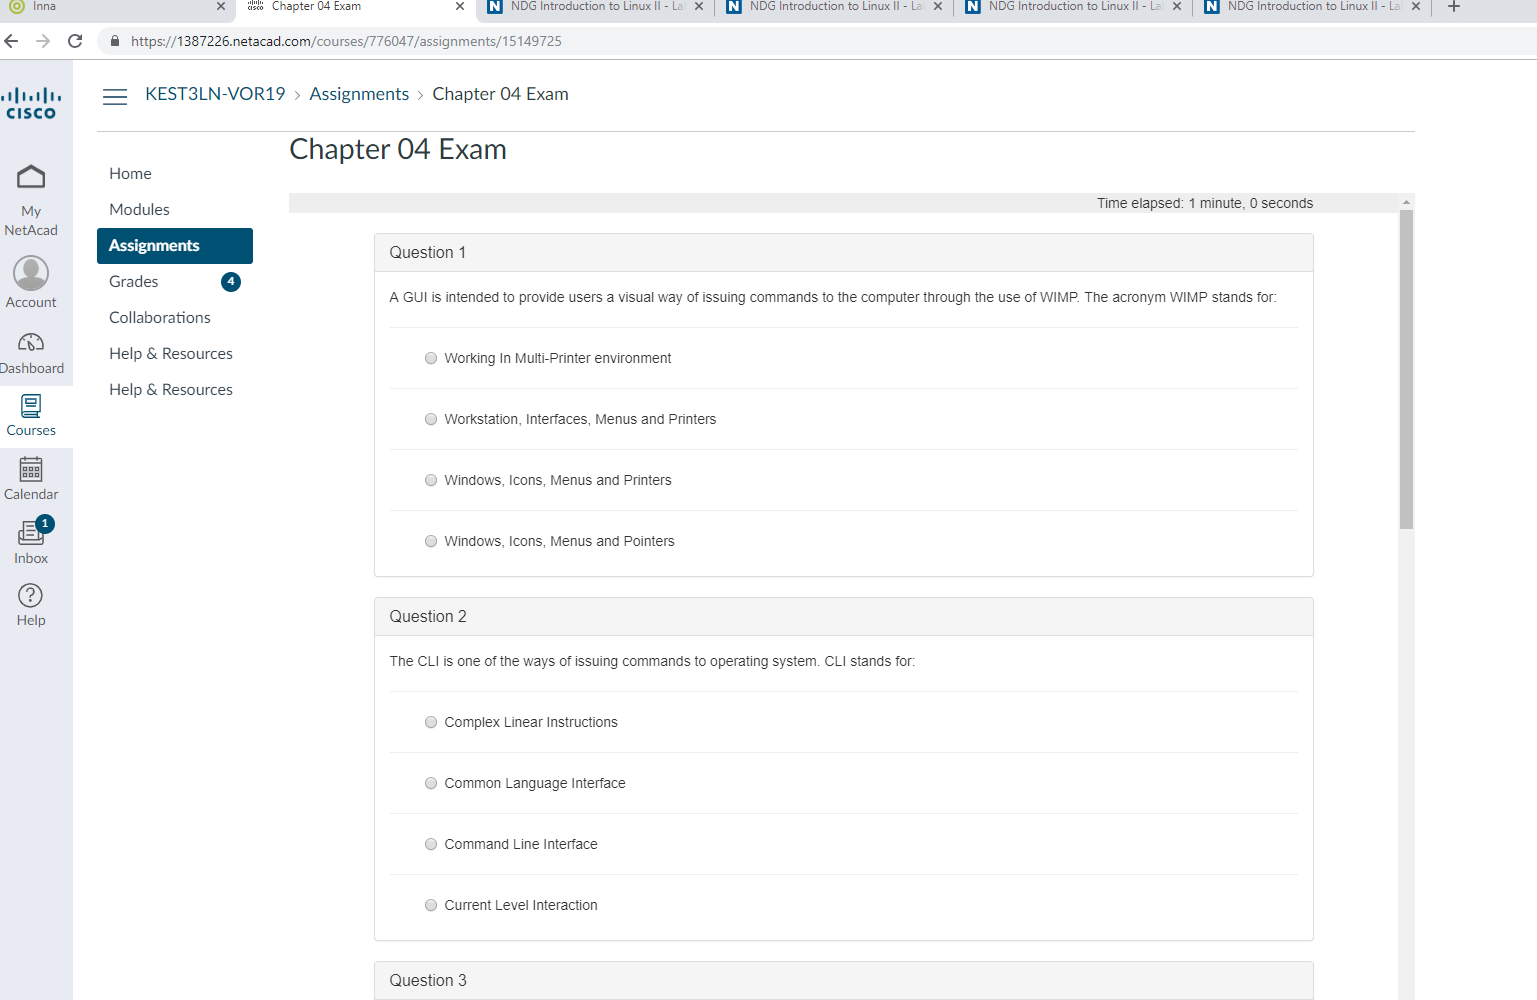 Inna
Chapter 04 Exam
NDG Introduction to Linux II - La
NDG Introduction to Linux II - La
NDG Introduction to Linux II - La
NDG Introduction to Linux II - La
https://1387226.netacad.com/courses/776047/assignments/15149725
CISCO
KEST3LN-VOR19 > Assignments > Chapter 04 Exam
My
NetAcad
Account
Dashboard
Courses
Calendar
1
Inbox
Help
Home
Modules
Assignments
Grades 4
Collaborations
Help & Resources
Help & Resources
Chapter 04 Exam
Time elapsed: 1 minute, 0 seconds
Question 1
A GUI is intended to provide users a visual way of issuing commands to the computer through the use of WIMP. The acronym WIMP stands for:
Working In Multi-Printer environment
Workstation, Interfaces, Menus and Printers
Windows, Icons, Menus and Printers
Windows, Icons, Menus and Pointers
Question 2
The CLI is one of the ways of issuing commands to operating system. CLI stands for:
Complex Linear Instructions
Common Language Interface
Command Line Interface
Current Level Interaction
Question 3